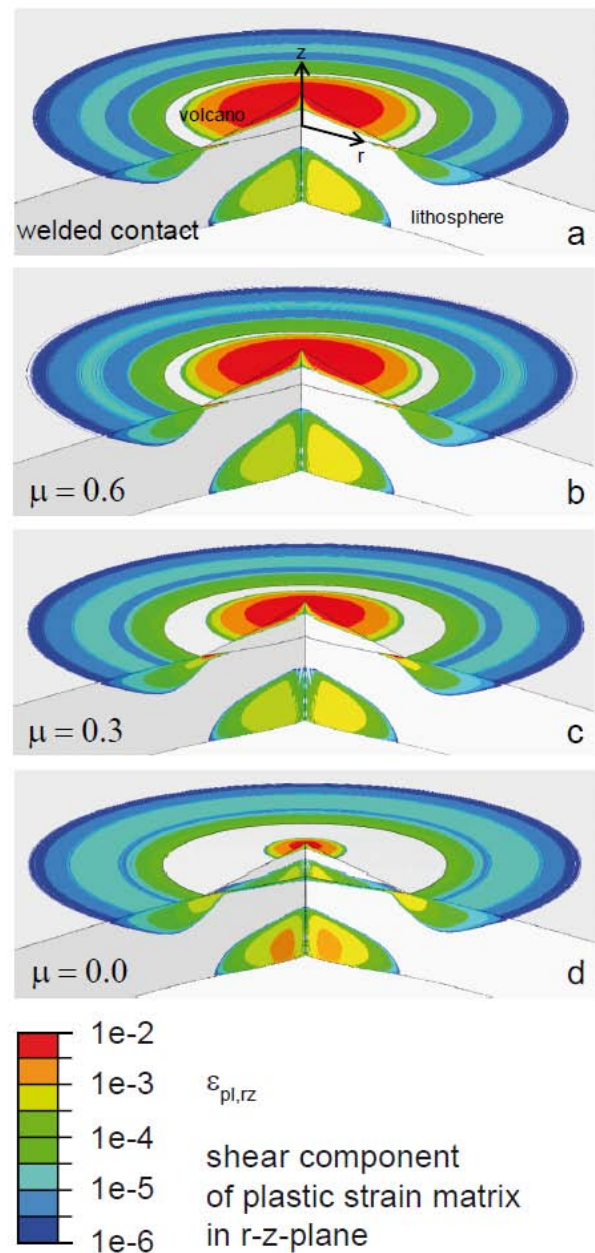 z
volcano
r
lithosphere
welded contact
a
μ = 0.6
b
μ = 0.3
c
μ = 0.0
d
1e-2
1e-3
1e-4
1e-5
1e-6
ε pl,rz
shear component
of plastic strain matrix
in r-z-plane